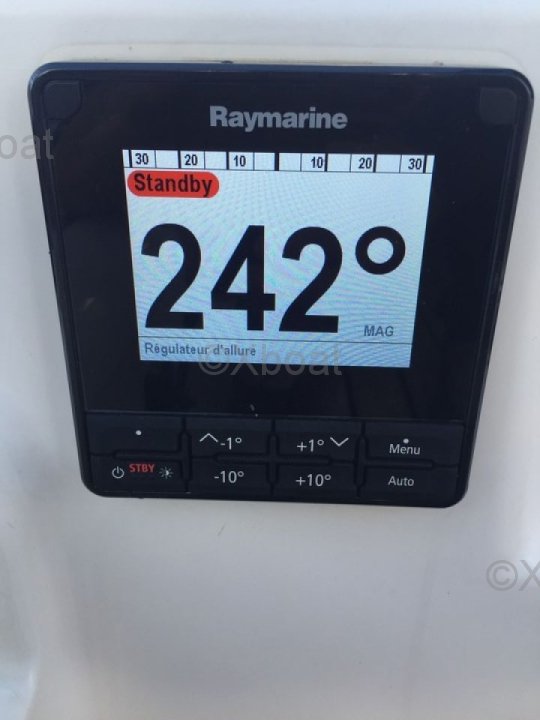 Raymarine
30 20 10 10 20 30
Standby
242°
MAG
Régulateur d'allure
©Xboat
-1° +1° Menu
STBY -10° +10° Auto
oat
©X